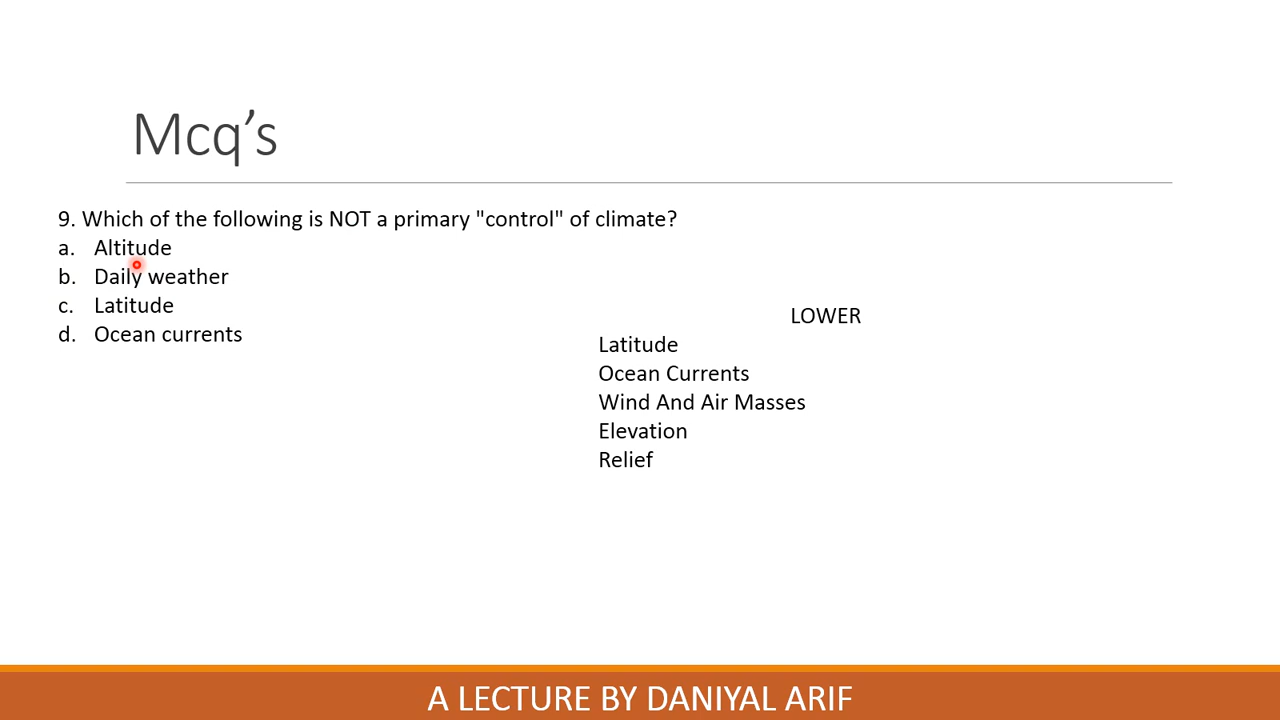 Mcq’s
9. Which of the following is NOT a primary "control" of climate?
a. Altitude
b. Daily weather
c. Latitude
d. Ocean currents
LOWER
Latitude
Ocean Currents
Wind And Air Masses
Elevation
Relief
A LECTURE BY DANIYAL ARIF